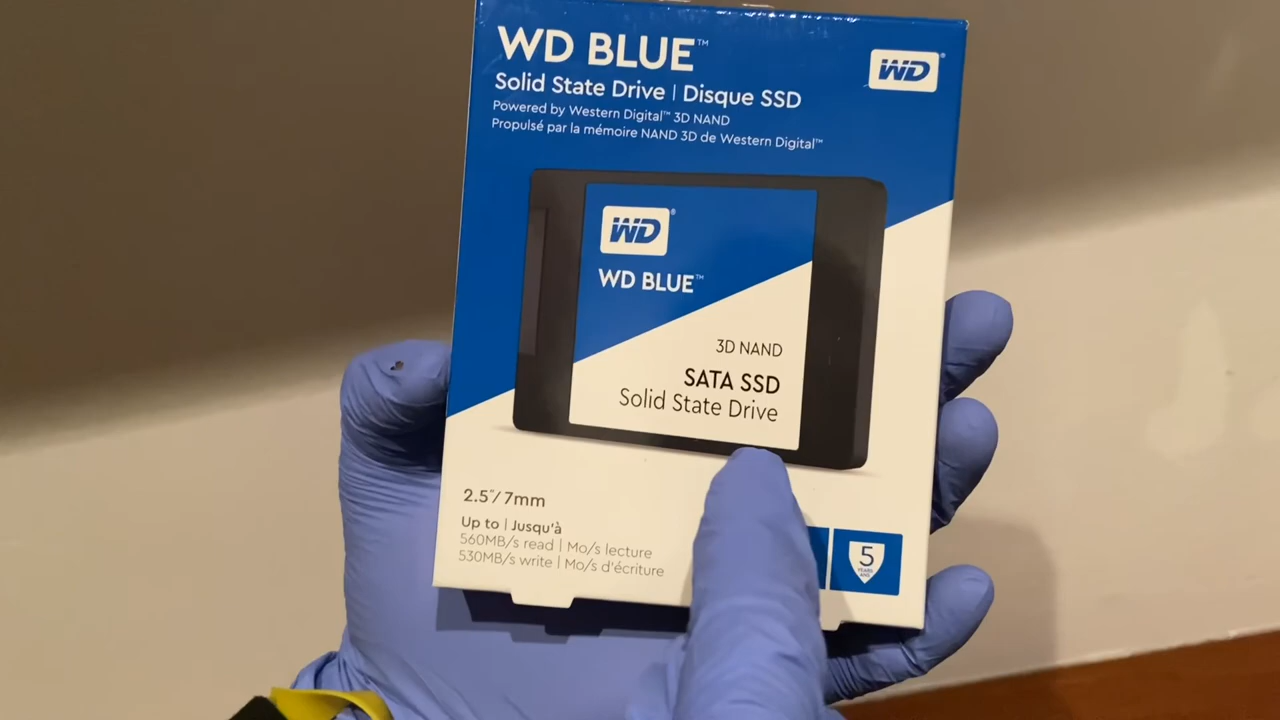 WD BLUE™
WD®
Solid State Drive | Disque SSD
Powered by Western Digital™ 3D NAND
Propulsé par la mémoire NAND 3D de Western Digital™
WD®
WD BLUE™
3D NAND
SATA SSD
Solid State Drive
2.5"/7mm
Up to | Jusqu'à
560MB/s read | Mo/s lecture
530MB/s write | Mo/s d'écriture
5
YEARS
ANS